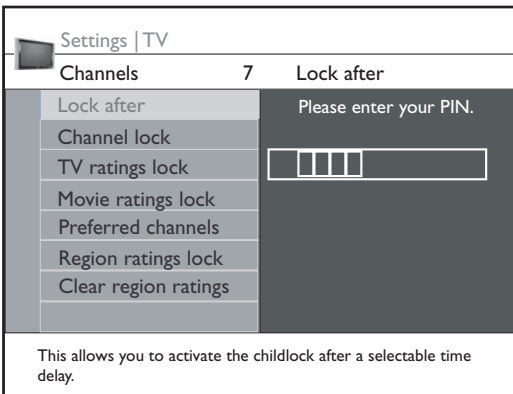 Settings | TV
Channels 7 Lock after
Lock after
Channel lock
TV ratings lock
Movie ratings lock
Preferred channels
Region ratings lock
Clear region ratings
Please enter your PIN.
This allows you to activate the childlock after a selectable time
delay.